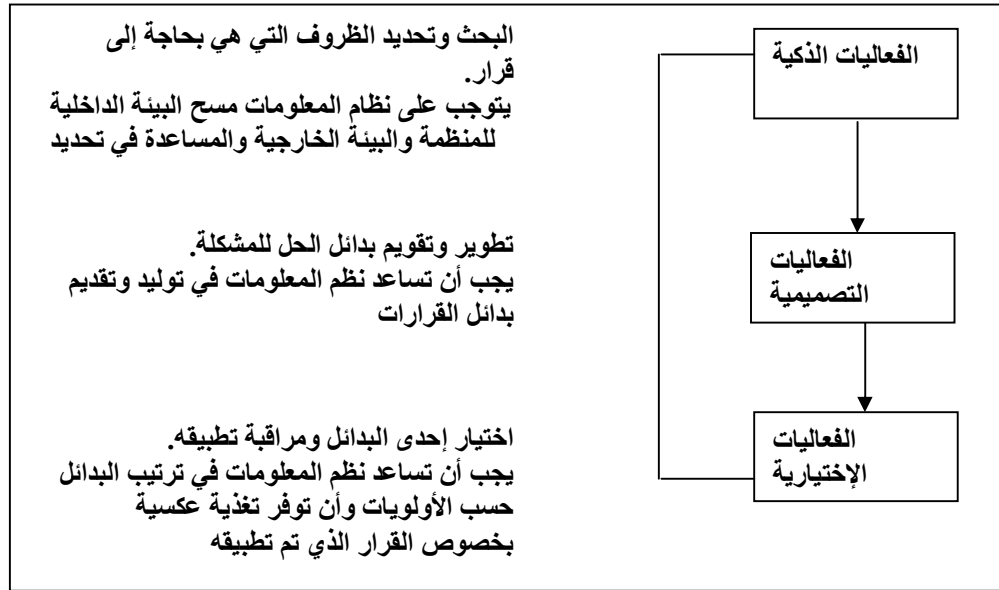 الفعاليات الذكية
البحث وتحديد الظروف التي هي بحاجة إلى
قرار.
يتوجب على نظام المعلومات مسح البيئة الداخلية
للمنظمة والبيئة الخارجية والمساعدة في تحديد
الفعاليات
التصميمية
تطوير وتقويم بدائل الحل للمشكلة.
يجب أن تساعد نظم المعلومات في توليد وتقديم
بدائل القرارات
الفعاليات
الإختيارية
اختيار إحدى البدائل ومراقبة تطبيقه.
يجب أن تساعد نظم المعلومات في ترتيب البدائل
حسب الأولويات وأن توفر تغذية عكسية
بخصوص القرار الذي تم تطبيقه